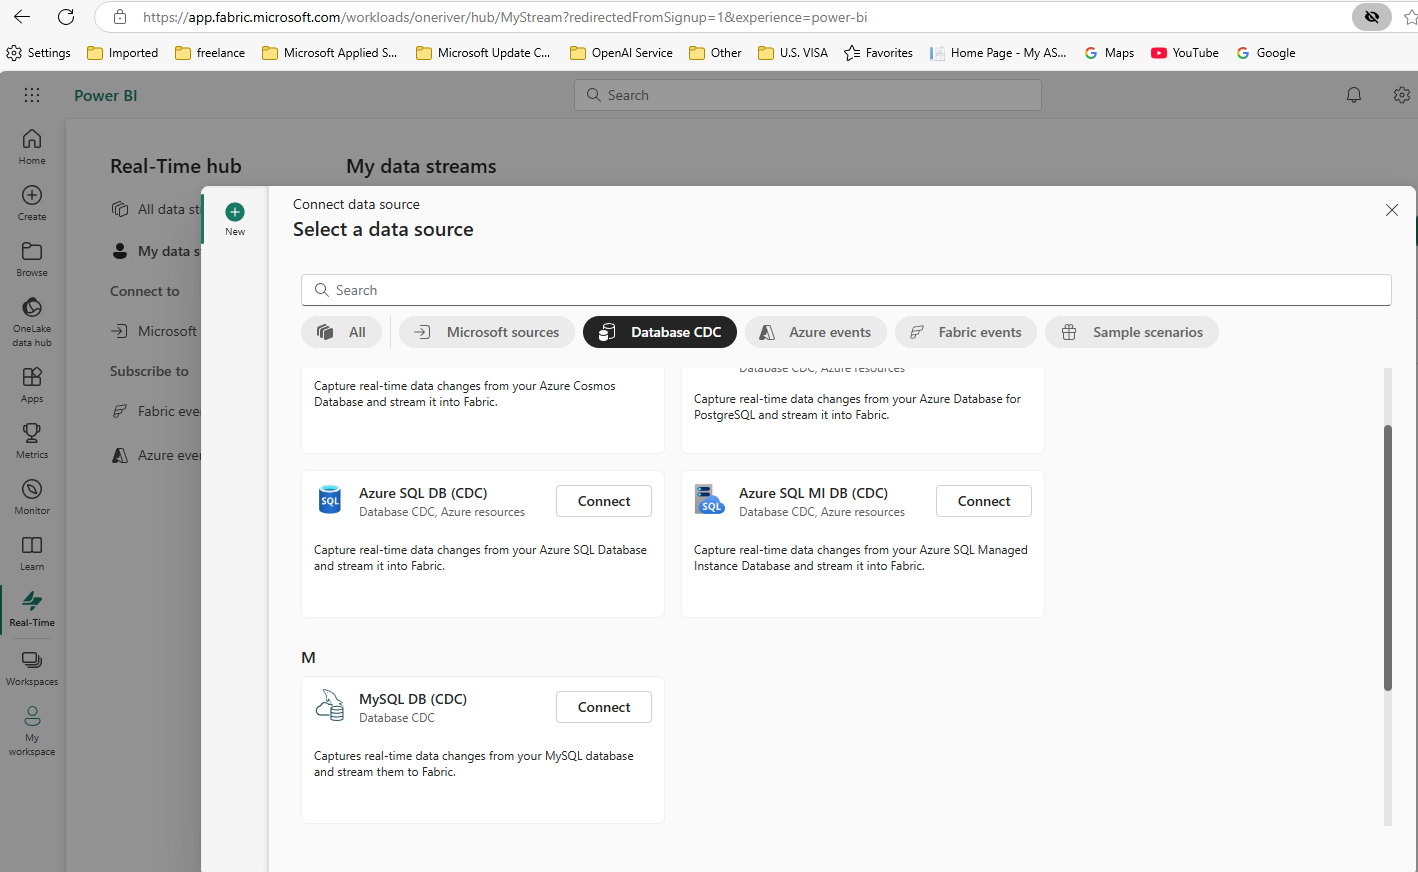 https://app.fabric.microsoft.com/workloads/oneriver/hub/MyStream?redirectedFromSignup=1&experience=power-bi
Settings
Imported
freelance
Microsoft Applied S...
Microsoft Update C...
OpenAI Service
Other
U.S. VISA
Favorites
Home Page - My AS...
Maps
YouTube
Google
Power BI
Search
Home
Create
Browse
OneLake
data hub
Apps
Metrics
Monitor
Learn
Real-Time
Workspaces
My
workspace
Real-Time hub
All data st
My data s
Connect to
Microsoft
Subscribe to
Fabric eve
Azure eve
My data streams
New
Connect data source
Select a data source
Search
All
Microsoft sources
Database CDC
Azure events
Fabric events
Sample scenarios
Capture real-time data changes from your Azure Cosmos
Database and stream it into Fabric.
Database CDC, Azure resources
Capture real-time data changes from your Azure Database for
PostgreSQL and stream it into Fabric.
SQL
Azure SQL DB (CDC)
Database CDC, Azure resources
Connect
Capture real-time data changes from your Azure SQL Database
and stream it into Fabric.
SQL
Azure SQL MI DB (CDC)
Database CDC, Azure resources
Connect
Capture real-time data changes from your Azure SQL Managed
Instance Database and stream it into Fabric.
M
MySQL DB (CDC)
Database CDC
Connect
Captures real-time data changes from your MySQL database
and stream them to Fabric.